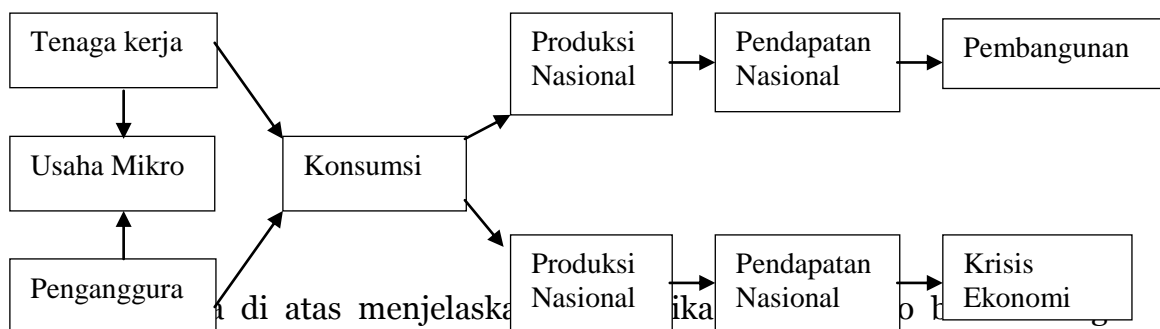 Tenaga kerja
Usaha Mikro
Penganggura
Konsumsi
Produksi
Nasional
Pendapatan
Nasional
Pembangunan
Produksi
Nasional
Pendapatan
Nasional
Krisis
Ekonomi
di atas menjelaska